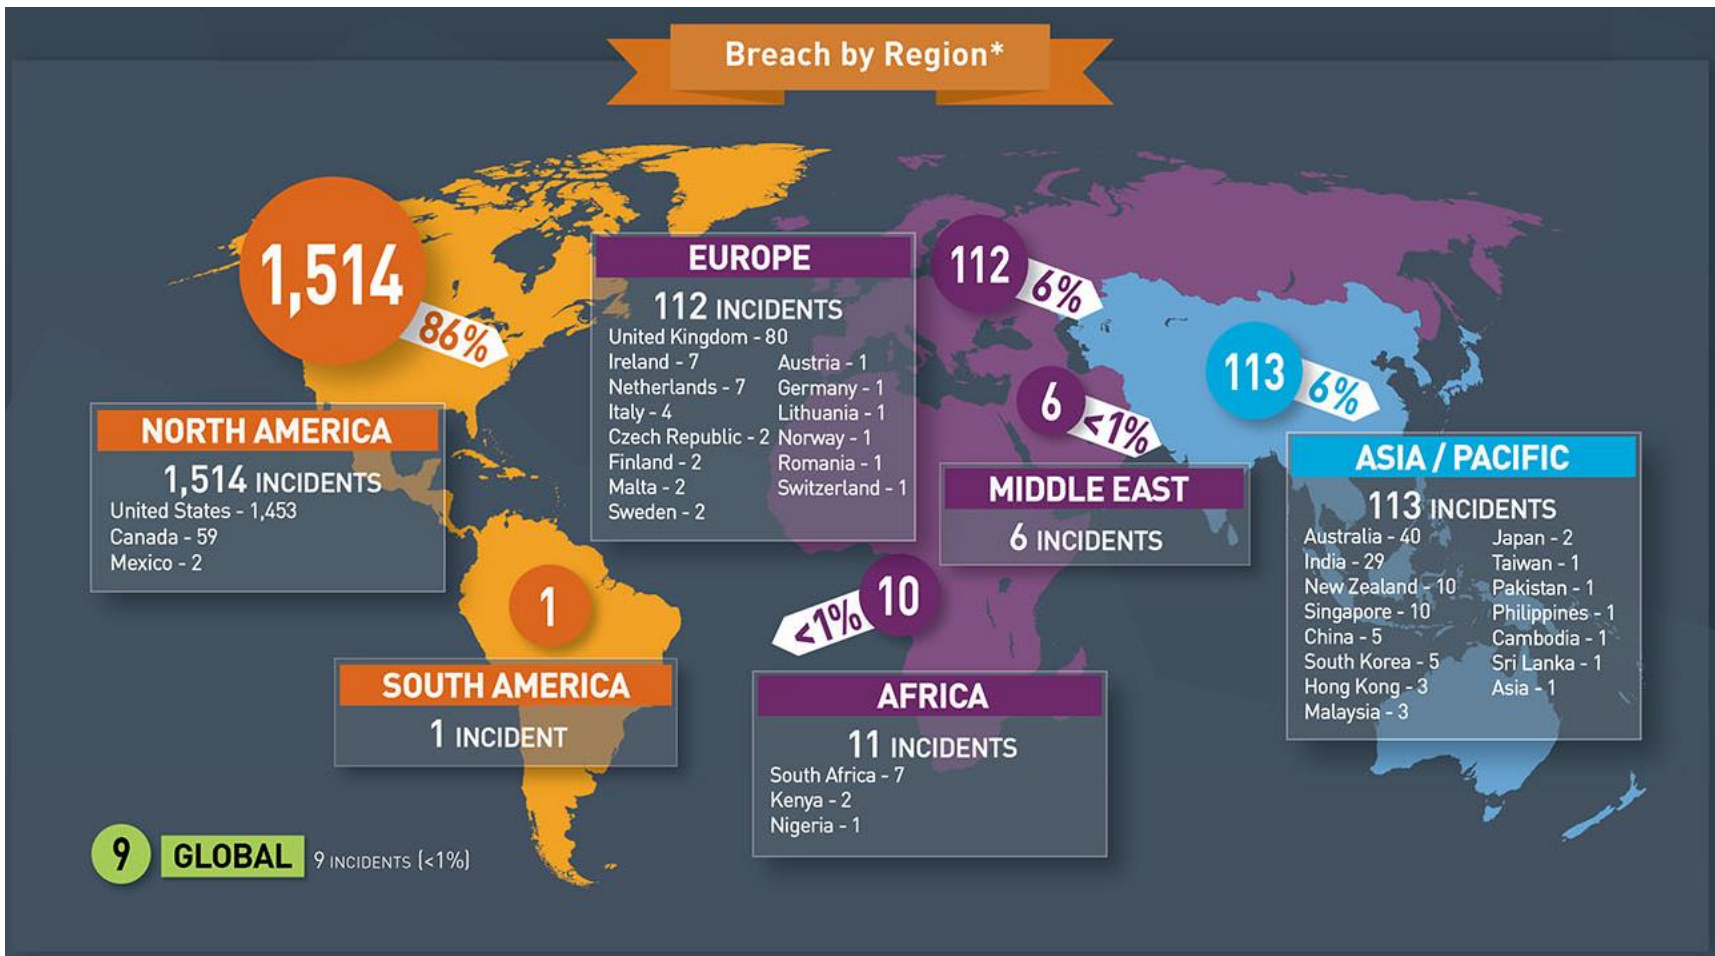 Breach by Region*
1,514
86%
NORTH AMERICA
1,514 INCIDENTS
United States - 1,453
Canada - 59
Mexico - 2
EUROPE
112 INCIDENTS
United Kingdom - 80
Ireland - 7
Netherlands - 7
Italy - 4
Czech Republic - 2
Finland - 2
Malta - 2
Sweden - 2
Austria - 1
Germany - 1
Lithuania - 1
Norway - 1
Romania - 1
Switzerland - 1
112
6%
6
<1%
MIDDLE EAST
6 INCIDENTS
113
6%
ASIA / PACIFIC
113 INCIDENTS
Australia - 40
India - 29
New Zealand - 10
Singapore - 10
China - 5
South Korea - 5
Hong Kong - 3
Malaysia - 3
Japan - 2
Taiwan - 1
Pakistan - 1
Philippines - 1
Cambodia - 1
Sri Lanka - 1
Asia - 1
1
SOUTH AMERICA
1 INCIDENT
<1%
10
AFRICA
11 INCIDENTS
South Africa - 7
Kenya - 2
Nigeria - 1
9
GLOBAL
9 INCIDENTS (<1%)